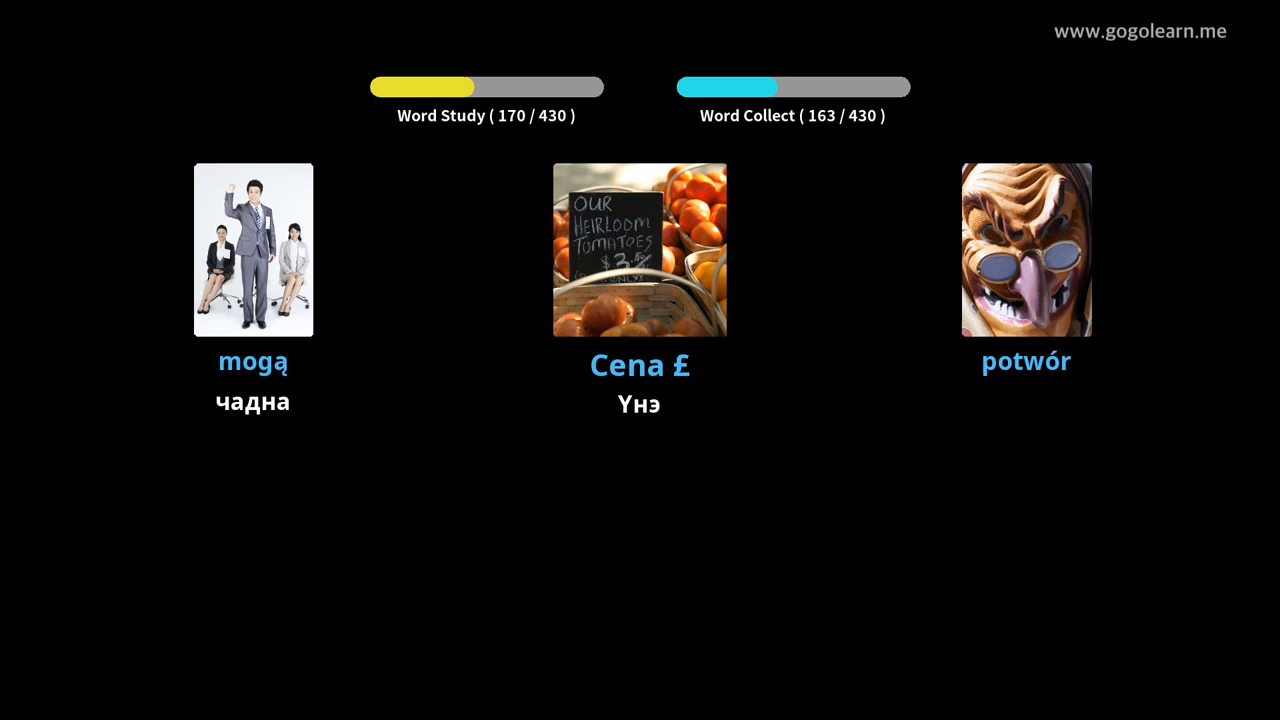 www.gogolearn.me
Word Study ( 170 / 430 )
Word Collect ( 163 / 430 )
OUR
HEIRLOOM
TOMATOES
mogą
Cena £
potwór
чадна
Үнэ